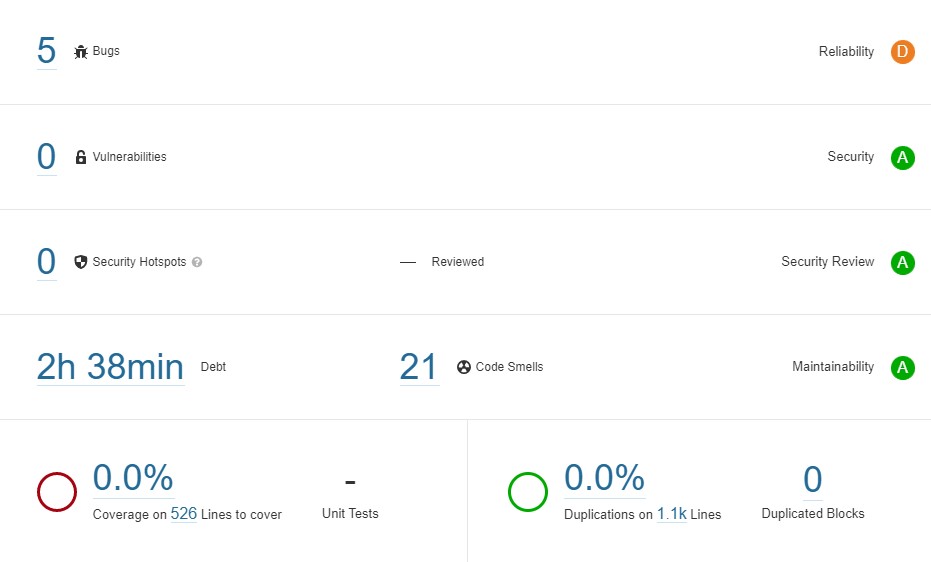 5 Bugs Reliability D
0 Vulnerabilities Security A
0 Security Hotspots ? — Reviewed Security Review A
2h 38min Debt 21 Code Smells Maintainability A
0.0% - 0.0% 0
Coverage on 526 Lines to cover Unit Tests Duplications on 1.1k Lines Duplicated Blocks